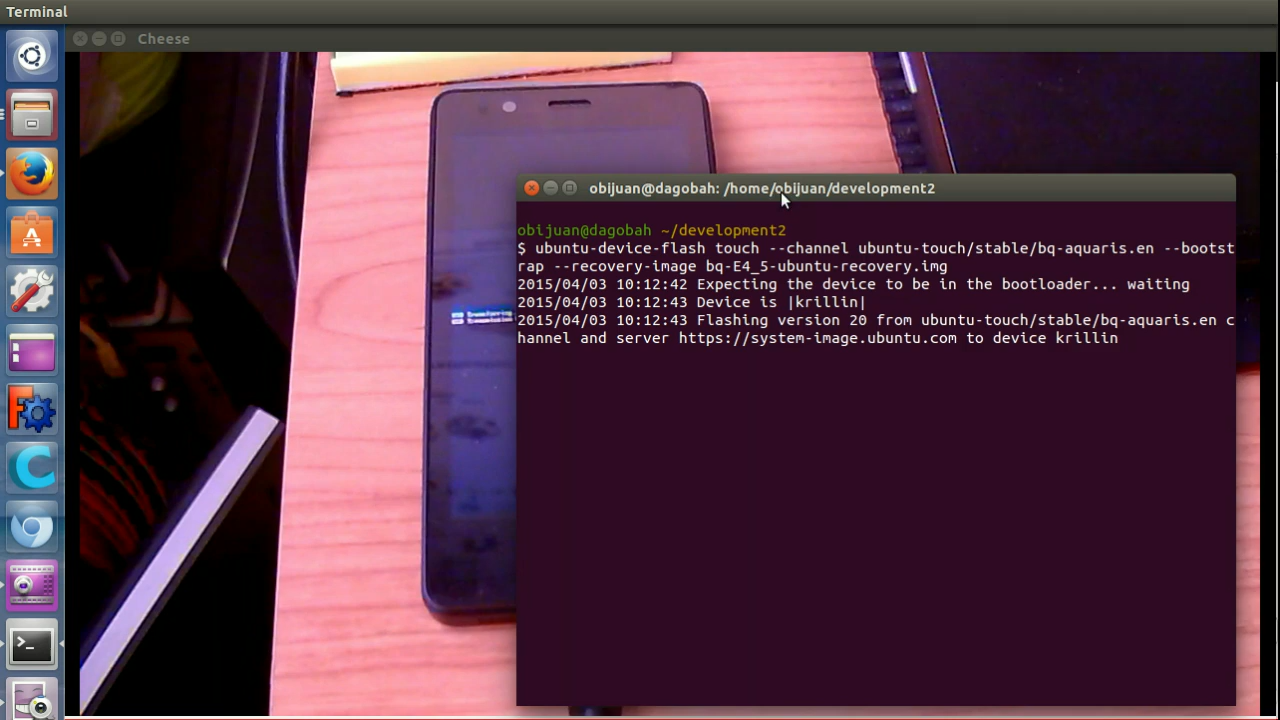 Terminal
Cheese
obijuan@dagobah: /home/obijuan/development2
obijuan@dagobah ~/development2
$ ubuntu-device-flash touch --channel ubuntu-touch/stable/bq-aquaris.en --bootst
rap --recovery-image bq-E4_5-ubuntu-recovery.img
2015/04/03 10:12:42 Expecting the device to be in the bootloader... waiting
2015/04/03 10:12:43 Device is |krillin|
2015/04/03 10:12:43 Flashing version 20 from ubuntu-touch/stable/bq-aquaris.en c
hannel and server https://system-image.ubuntu.com to device krillin